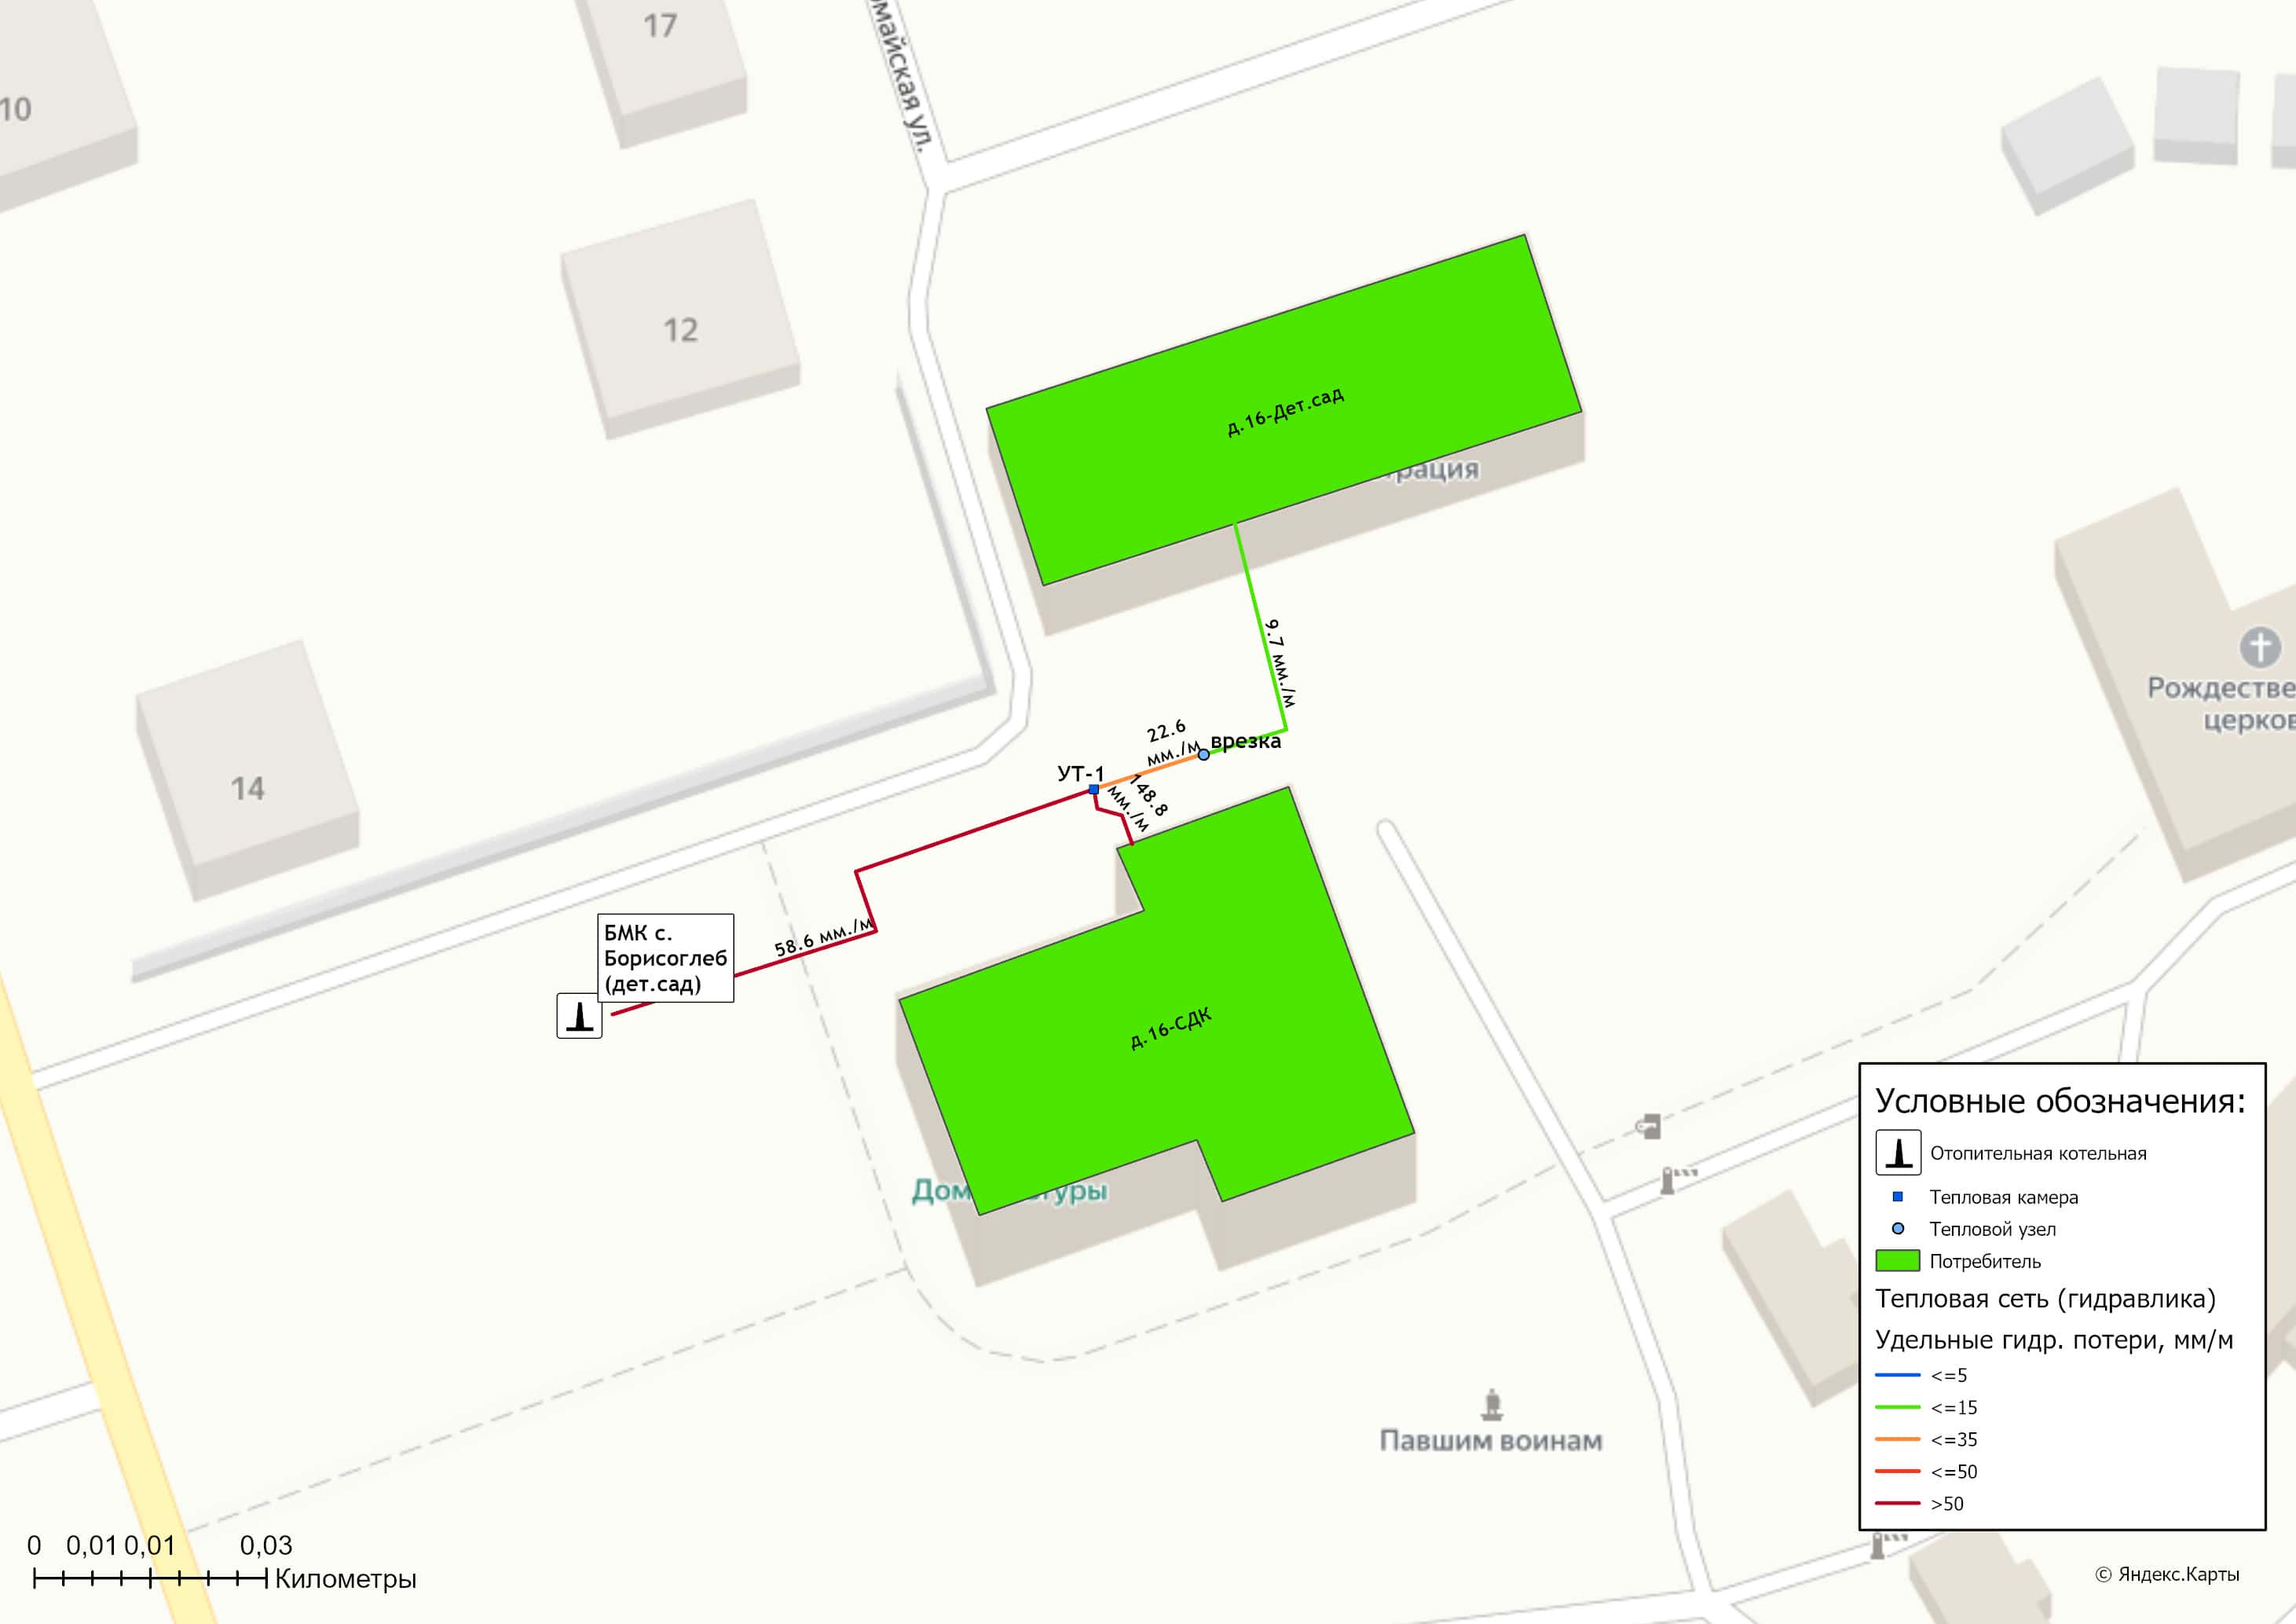 17
10
омайская ул.
12
д.16-Дет.сад
рация
9.7 мм./м
Рождестве
церков
22.6
мм./м
врезка
УТ-1
148.8
мм./м
14
58.6 мм./м
БМК с.
Борисоглеб
(дет.сад)
д.16-СДК
Дом
туры
Павшим воинам
Условные обозначения:
Отопительная котельная
Тепловая камера
Тепловой узел
Потребитель
Тепловая сеть (гидравлика)
Удельные гидр. потери, мм/м
<=5
<=15
<=35
<=50
>50
0 0,01 0,01 0,03
Километры
© Яндекс.Карты